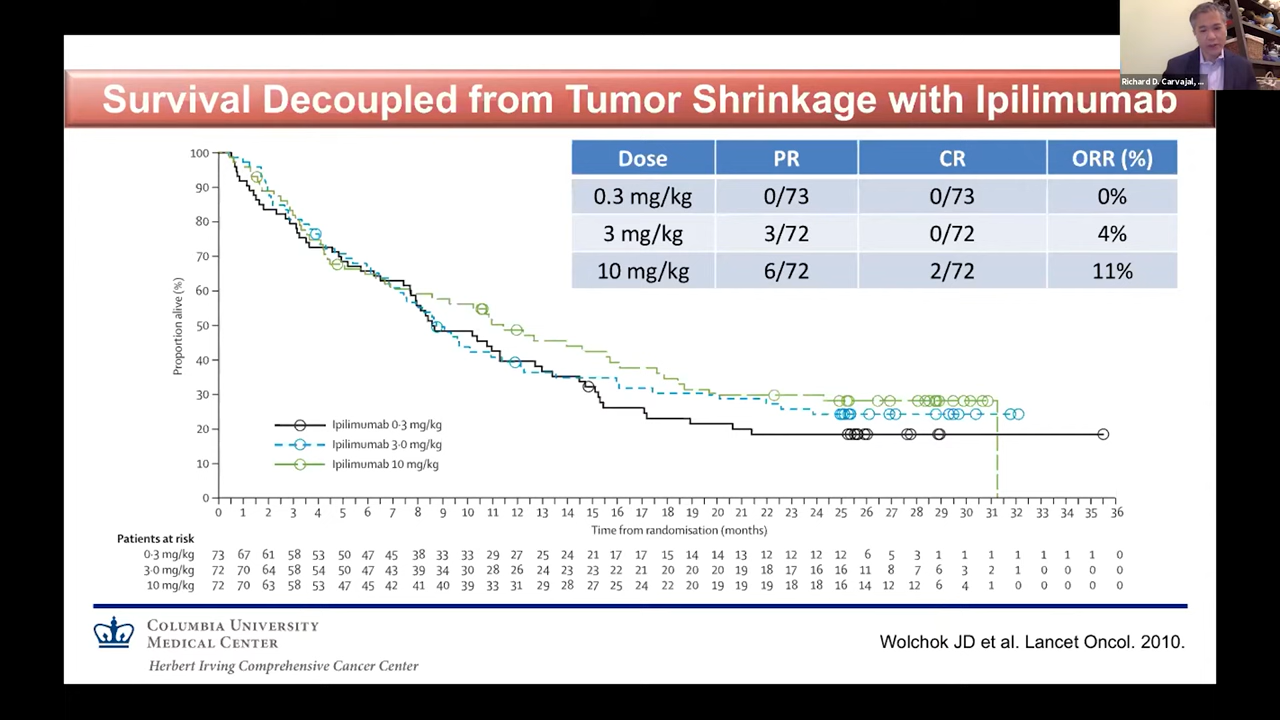 Richard D. Carvajal, ...
Survival Decoupled from Tumor Shrinkage with Ipilimumab
Dose PR CR ORR (%)
0.3 mg/kg 0/73 0/73 0%
3 mg/kg 3/72 0/72 4%
10 mg/kg 6/72 2/72 11%
Proportion alive (%)
100
90
80
70
60
50
40
30
20
10
0
Ipilimumab 0·3 mg/kg
Ipilimumab 3·0 mg/kg
Ipilimumab 10 mg/kg
0 1 2 3 4 5 6 7 8 9 10 11 12 13 14 15 16 17 18 19 20 21 22 23 24 25 26 27 28 29 30 31 32 33 34 35 36
Time from randomisation (months)
Patients at risk
0·3 mg/kg 73 67 61 58 53 50 47 45 38 33 33 29 27 25 24 21 17 17 15 14 14 13 12 12 12 12 6 5 3 1 1 1 1 1 1 1 0
3·0 mg/kg 72 70 64 58 54 50 45 43 39 34 30 28 26 24 23 23 22 21 20 20 20 19 18 17 16 16 11 8 7 6 3 2 1 0 0 0 0
10 mg/kg 72 70 63 58 53 47 45 42 41 40 39 33 31 29 28 27 25 24 22 20 19 19 19 18 18 16 14 12 12 6 4 1 0 0 0 0 0
COLUMBIA UNIVERSITY
MEDICAL CENTER
Herbert Irving Comprehensive Cancer Center
Wolchok JD et al. Lancet Oncol. 2010.